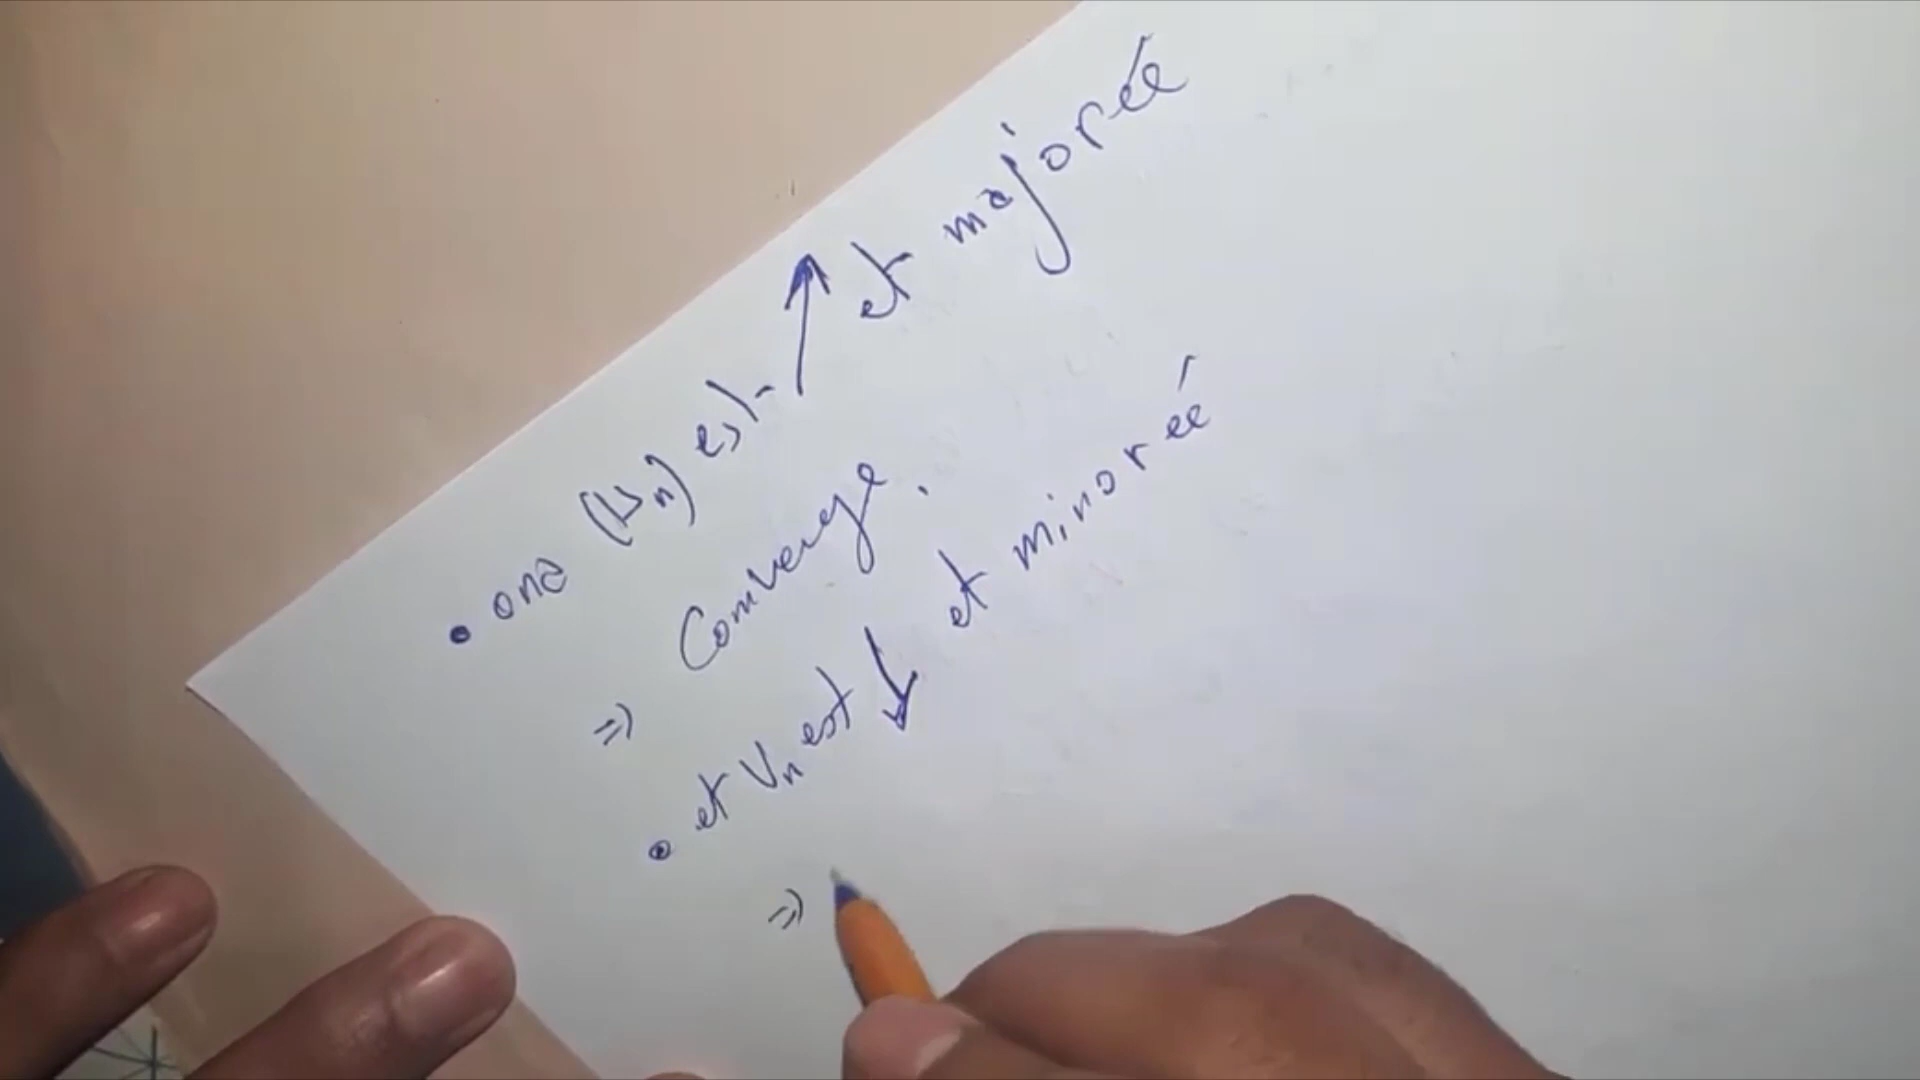 • ona (Un) est ↑ et majorée
⇒ Converge.
• et Vn est ↓ et minorée
⇒